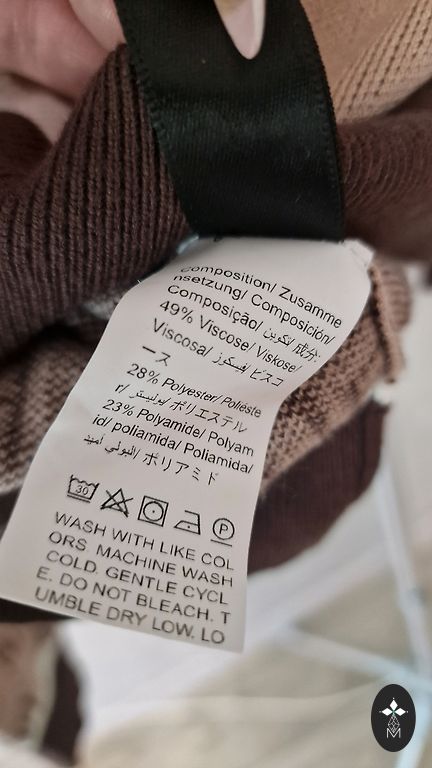 Composition/ Zusamme
nsetzung/ Composición/
Composição/ تكوين/ 成分:
49% Viscose/ Viskose/
Viscosa/ فيسكوز/ ビスコ
ース
28% Polyester/ Polieste
r/ بوليستر/ ポリエステル
23% Polyamide/ Polyam
id/ poliamida/ Poliamida/
البولي أميد/ ポリアミド
30 P
WASH WITH LIKE COL
ORS. MACHINE WASH
COLD. GENTLE CYCL
E. DO NOT BLEACH. T
UMBLE DRY LOW. LO
M